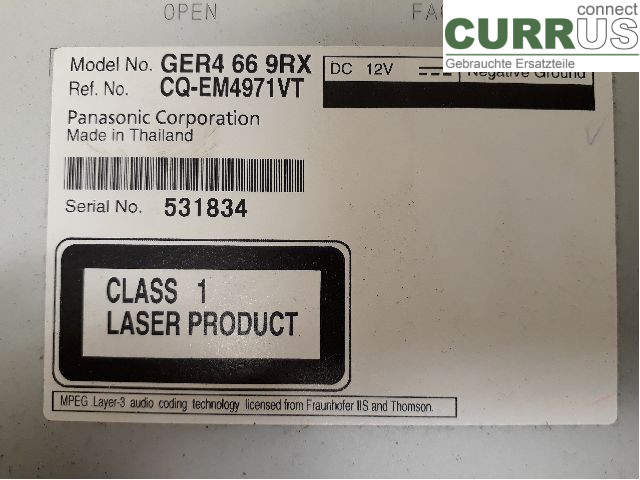 OPEN
connect
CURRUS
Gebrauchte Ersatzteile
Model No. GER4 66 9RX
DC 12V
Negative Ground
Ref. No. CQ-EM4971VT
Panasonic Corporation
Made in Thailand
Serial No. 531834
CLASS 1
LASER PRODUCT
MPEG Layer-3 audio coding technology licensed from Fraunhofer IIS and Thomson.